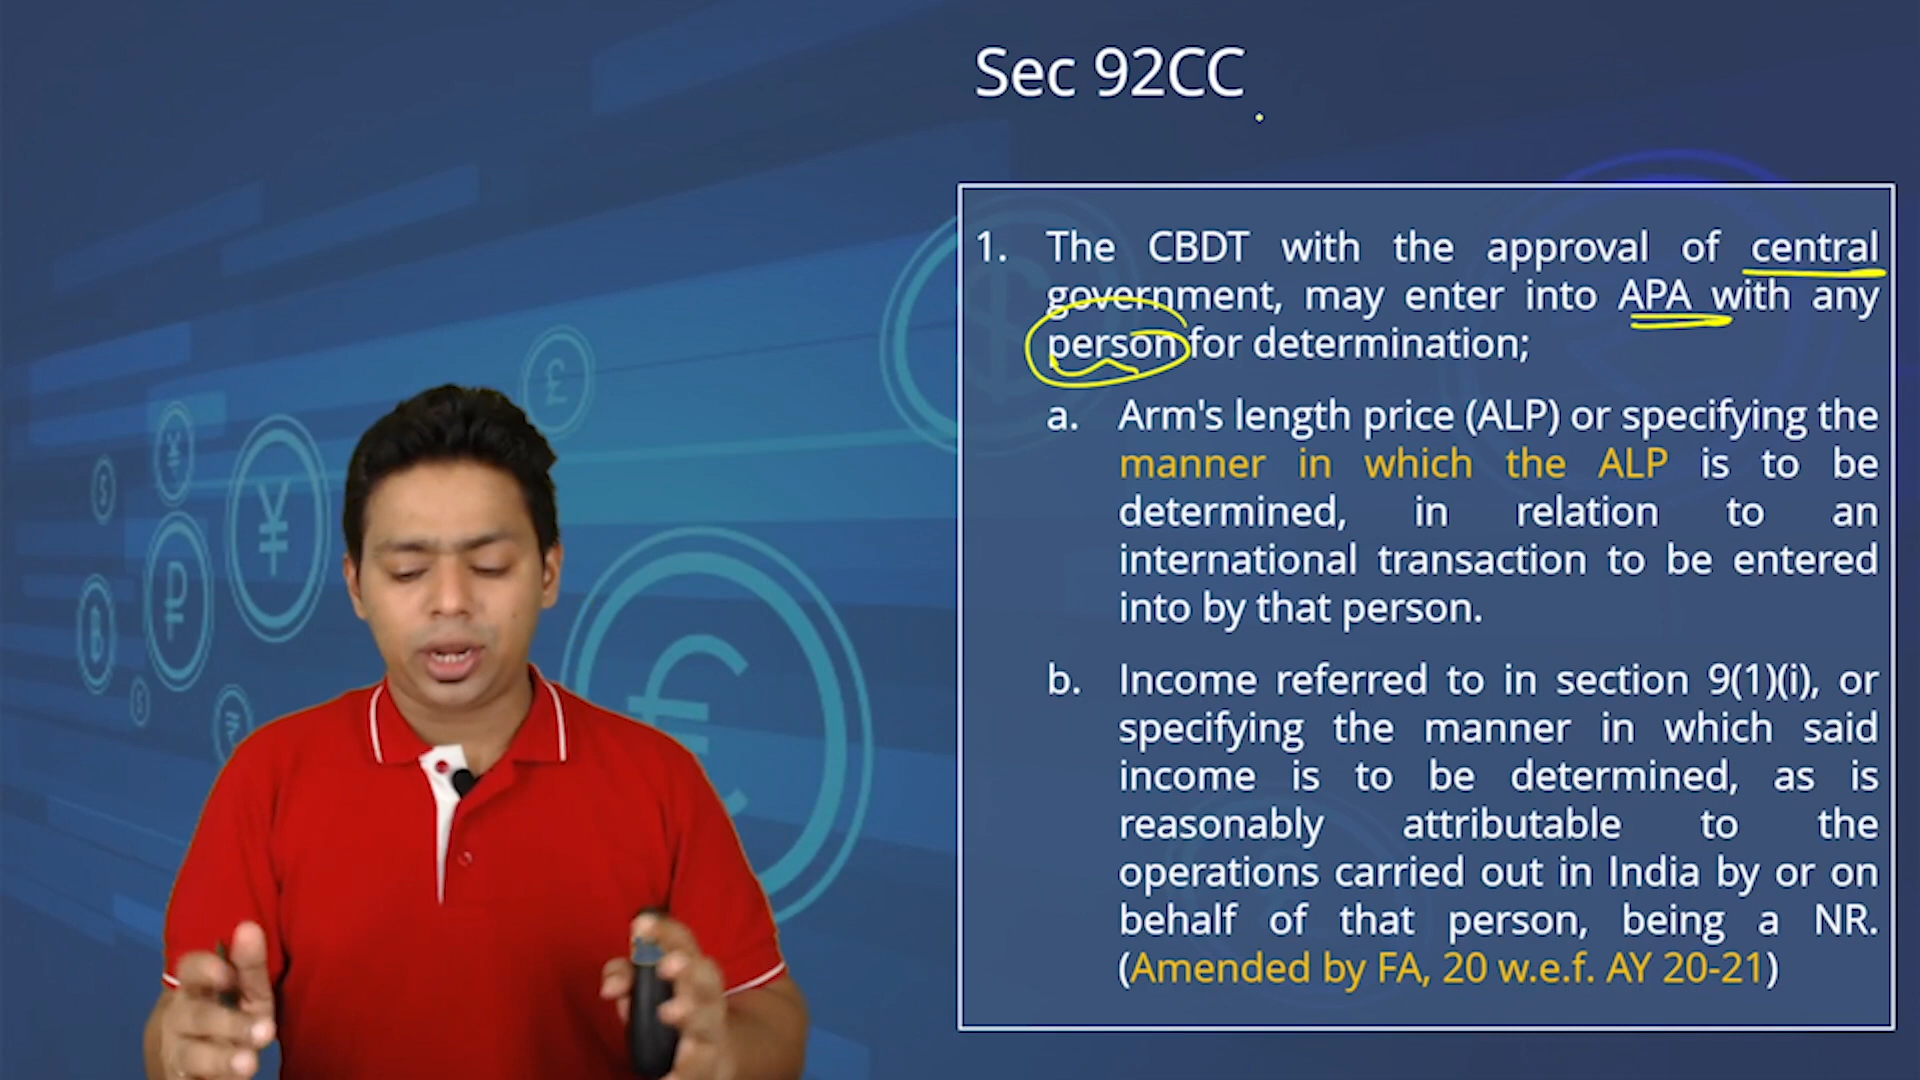 Sec 92CC
1. The CBDT with the approval of central
government, may enter into APA with any
person for determination;
a. Arm's length price (ALP) or specifying the
manner in which the ALP is to be
determined, in relation to an
international transaction to be entered
into by that person.
b. Income referred to in section 9(1)(i), or
specifying the manner in which said
income is to be determined, as is
reasonably attributable to the
operations carried out in India by or on
behalf of that person, being a NR.
(Amended by FA, 20 w.e.f. AY 20-21)